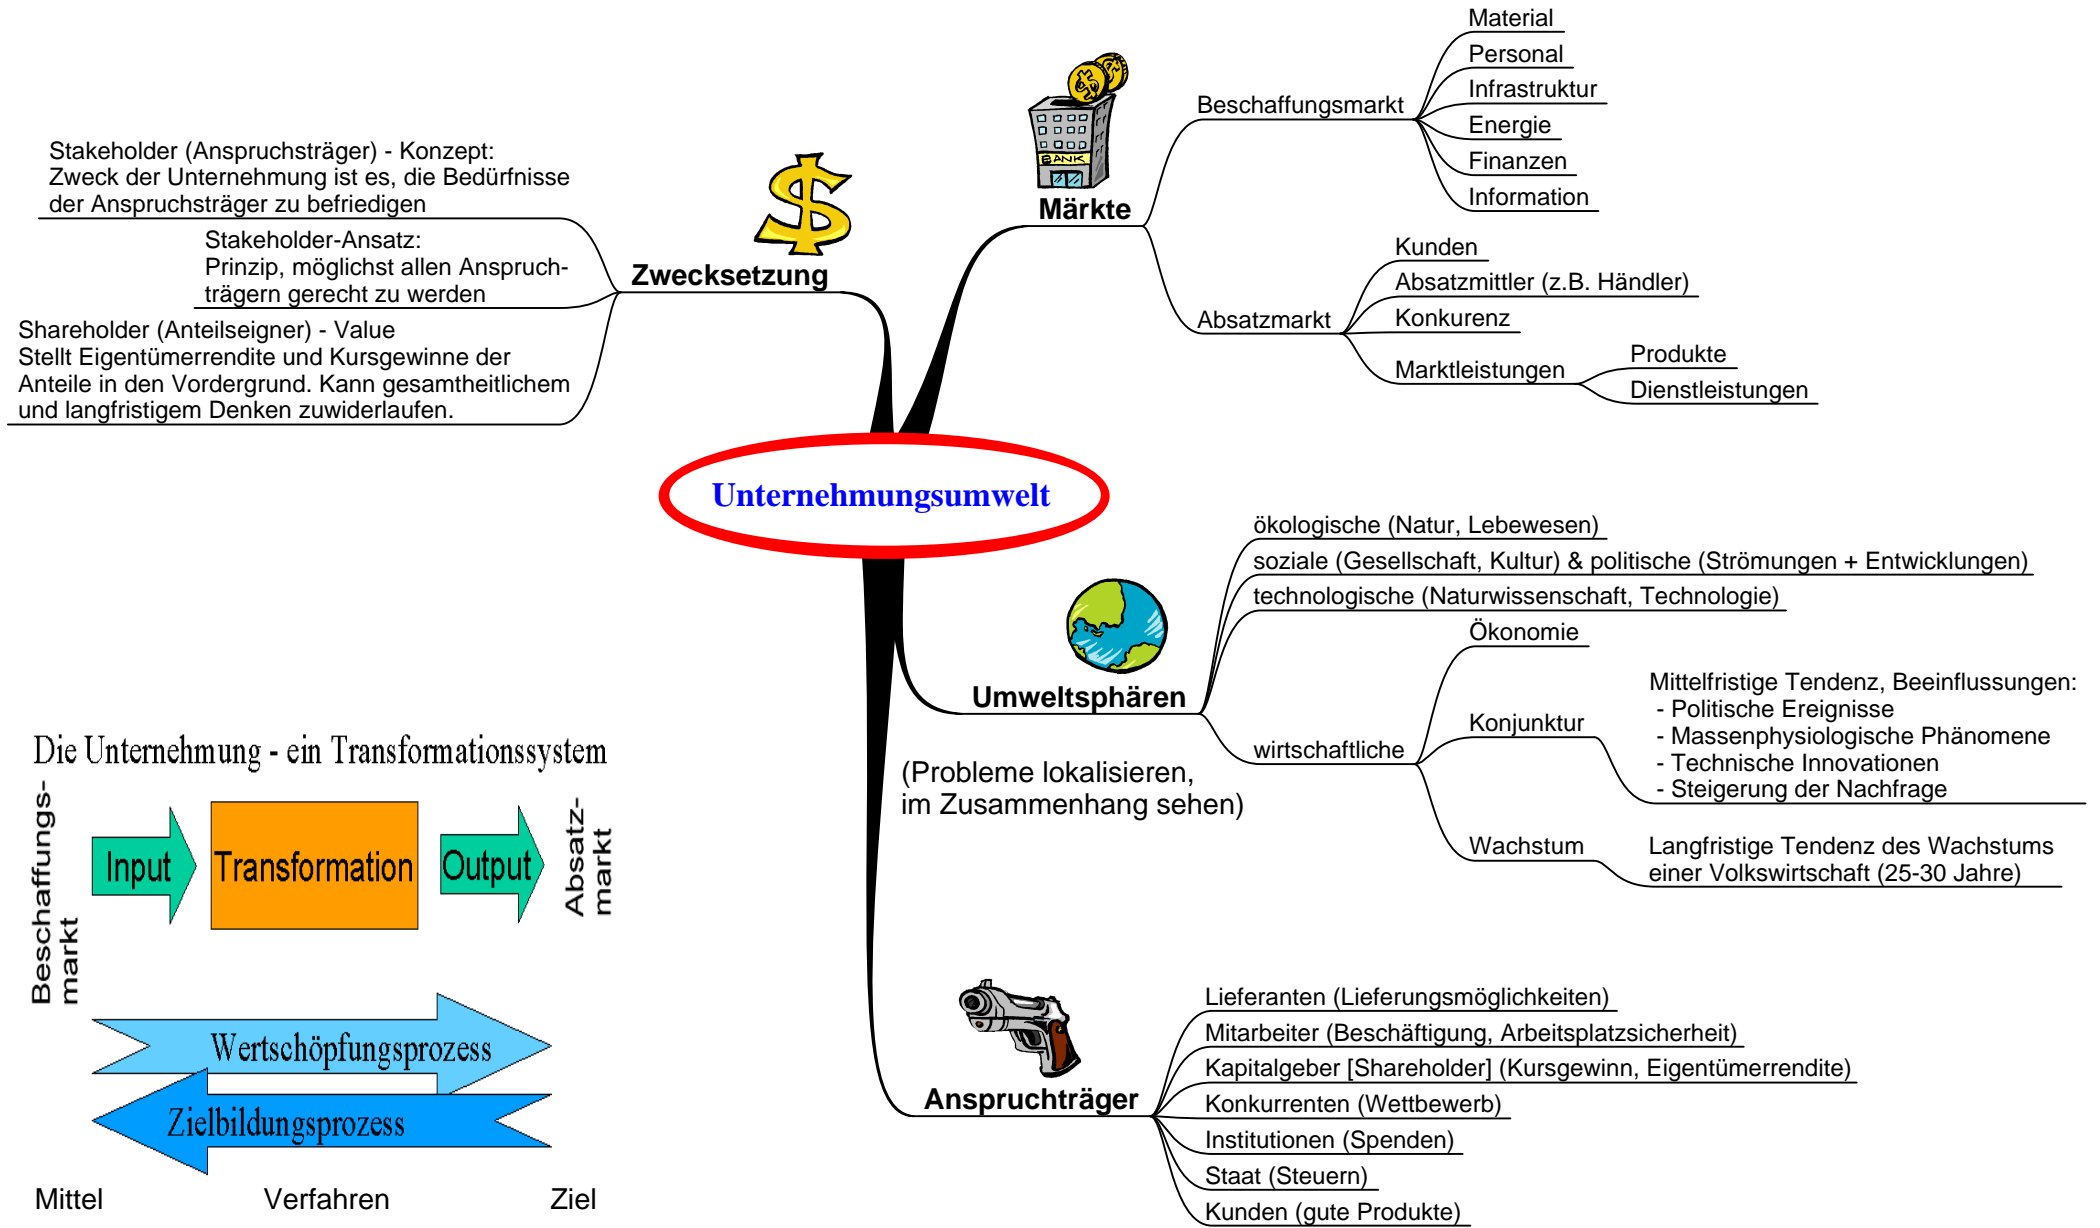 Unternehmungsumwelt
Zwecksetzung
Stakeholder (Anspruchsträger) - Konzept:
Zweck der Unternehmung ist es, die Bedürfnisse
der Anspruchsträger zu befriedigen
Stakeholder-Ansatz:
Prinzip, möglichst allen Anspruch-
trägern gerecht zu werden
Shareholder (Anteilseigner) - Value
Stellt Eigentümerrendite und Kursgewinne der
Anteile in den Vordergrund. Kann gesamtheitlichem
und langfristigem Denken zuwiderlaufen.
BANK
Märkte
Beschaffungsmarkt
Material
Personal
Infrastruktur
Energie
Finanzen
Information
Absatzmarkt
Kunden
Absatzmittler (z.B. Händler)
Konkurenz
Marktleistungen
Produkte
Dienstleistungen
Umweltsphären
(Probleme lokalisieren,
im Zusammenhang sehen)
ökologische (Natur, Lebewesen)
soziale (Gesellschaft, Kultur) & politische (Strömungen + Entwicklungen)
technologische (Naturwissenschaft, Technologie)
wirtschaftliche
Ökonomie
Konjunktur
Mittelfristige Tendenz, Beeinflussungen:
- Politische Ereignisse
- Massenphysiologische Phänomene
- Technische Innovationen
- Steigerung der Nachfrage
Wachstum
Langfristige Tendenz des Wachstums
einer Volkswirtschaft (25-30 Jahre)
Anspruchträger
Lieferanten (Lieferungsmöglichkeiten)
Mitarbeiter (Beschäftigung, Arbeitsplatzsicherheit)
Kapitalgeber [Shareholder] (Kursgewinn, Eigentümerrendite)
Konkurrenten (Wettbewerb)
Institutionen (Spenden)
Staat (Steuern)
Kunden (gute Produkte)
Die Unternehmung - ein Transformationssystem
Beschaffungs-
markt
Input
Transformation
Output
Absatz-
markt
Wertschöpfungsprozess
Zielbildungsprozess
Mittel
Verfahren
Ziel